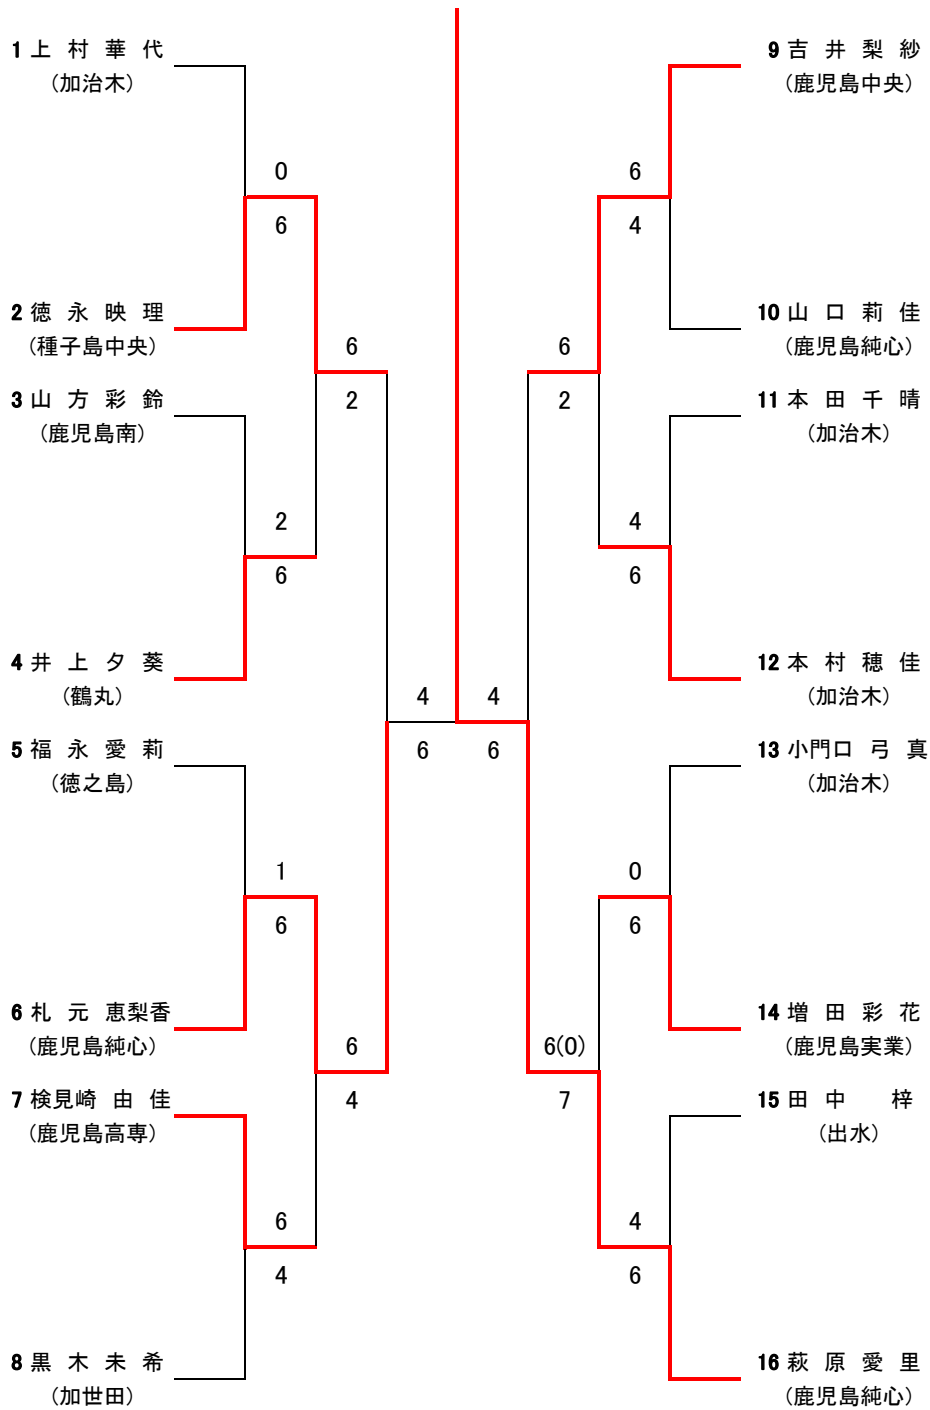 1 上 村 華 代
(加治木)
0
6
2 徳 永 映 理
(種子島中央)
6
2
3 山 方 彩 鈴
(鹿児島南)
2
6
4 井 上 夕 葵
(鶴丸)
4
6
5 福 永 愛 莉
(徳之島)
1
6
6 札 元 恵梨香
(鹿児島純心)
6
4
7 検見崎 由 佳
(鹿児島高専)
6
4
8 黒 木 未 希
(加世田)
9 吉 井 梨 紗
(鹿児島中央)
6
4
10 山 口 莉 佳
(鹿児島純心)
6
2
11 本 田 千 晴
(加治木)
4
6
12 本 村 穂 佳
(加治木)
4
6
13 小門口 弓 真
(加治木)
0
6
14 増 田 彩 花
(鹿児島実業)
6(0)
7
15 田 中 梓
(出水)
4
6
16 萩 原 愛 里
(鹿児島純心)